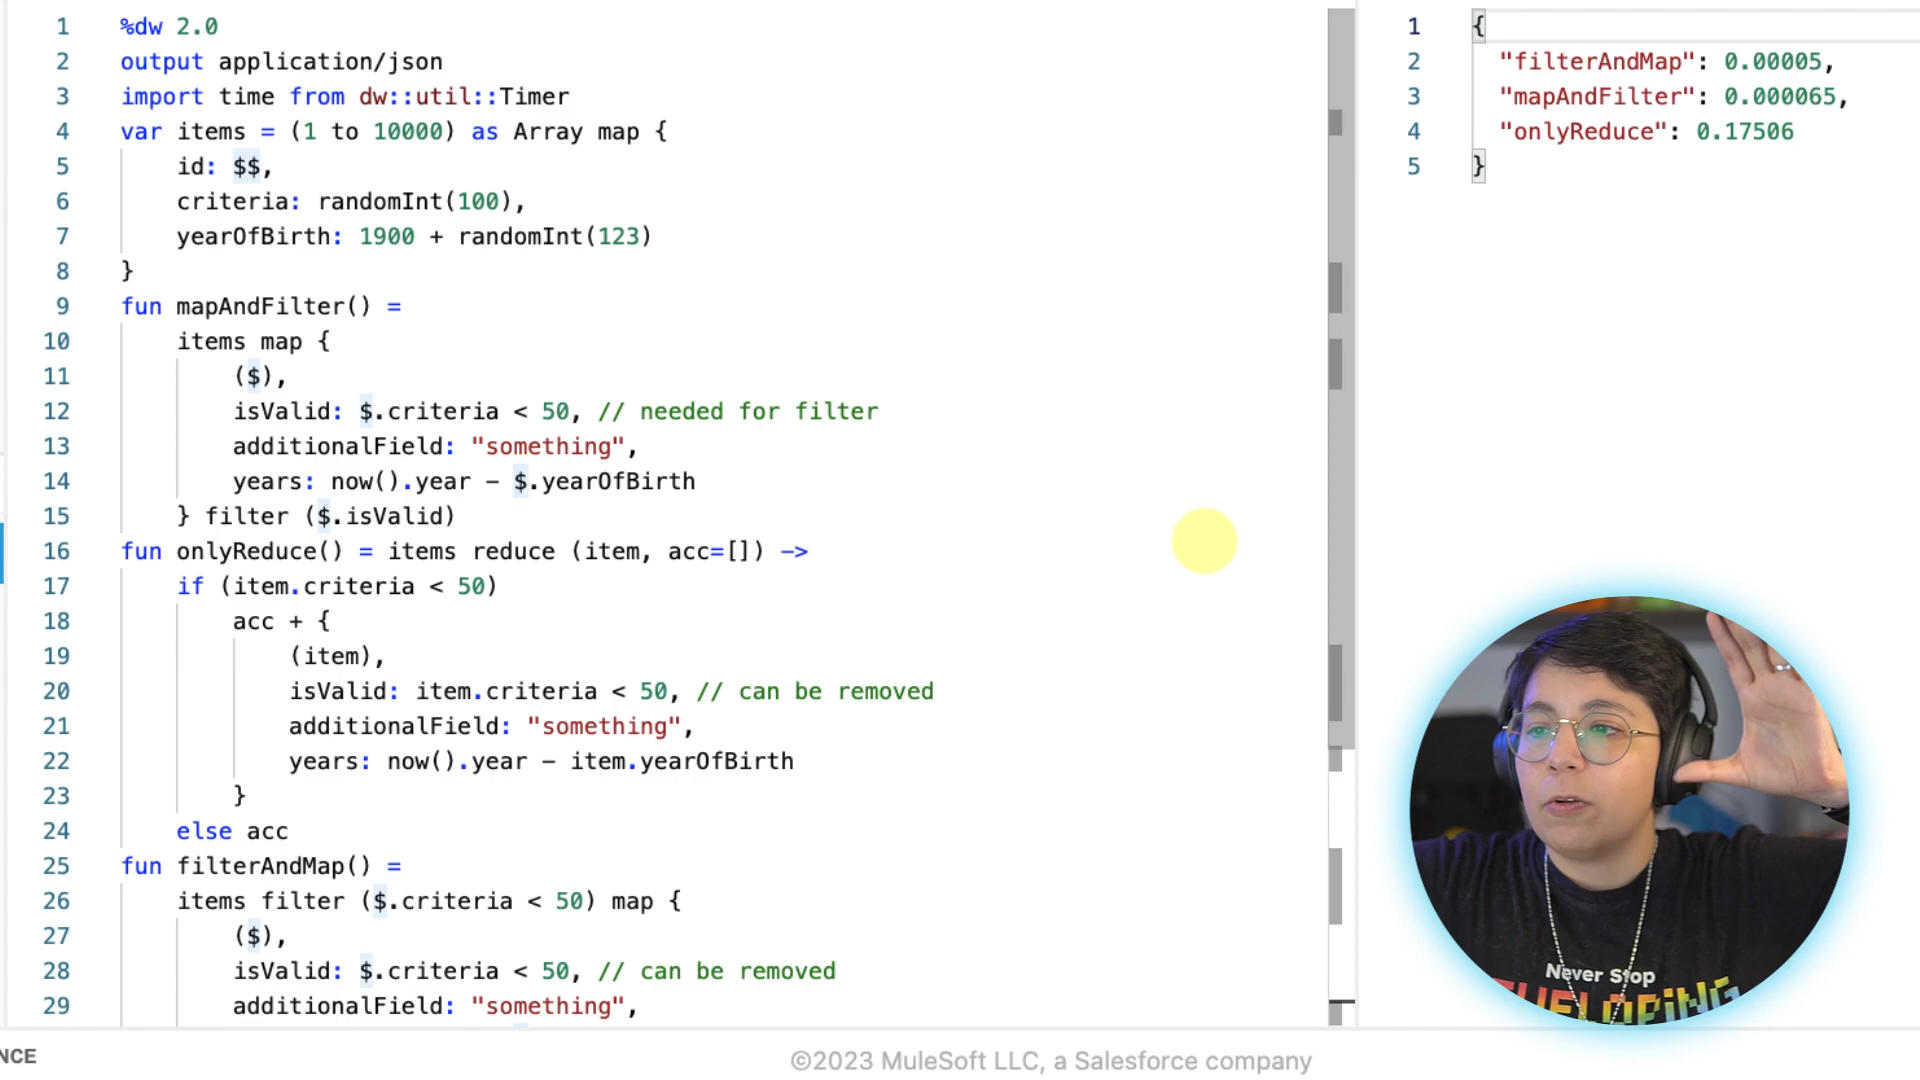 1 %dw 2.0
2 output application/json
3 import time from dw::util::Timer
4 var items = (1 to 10000) as Array map {
5 id: $$,
6 criteria: randomInt(100),
7 yearOfBirth: 1900 + randomInt(123)
8 }
9 fun mapAndFilter() =
10 items map {
11 ($),
12 isValid: $.criteria < 50, // needed for filter
13 additionalField: "something",
14 years: now().year - $.yearOfBirth
15 } filter ($.isValid)
16 fun onlyReduce() = items reduce (item, acc=[]) ->
17 if (item.criteria < 50)
18 acc + {
19 (item),
20 isValid: item.criteria < 50, // can be removed
21 additionalField: "something",
22 years: now().year - item.yearOfBirth
23 }
24 else acc
25 fun filterAndMap() =
26 items filter ($.criteria < 50) map {
27 ($),
28 isValid: $.criteria < 50, // can be removed
29 additionalField: "something",
1 {
2 "filterAndMap": 0.00005,
3 "mapAndFilter": 0.000065,
4 "onlyReduce": 0.17506
5 }
Never Stop
NCE
©2023 MuleSoft LLC, a Salesforce company